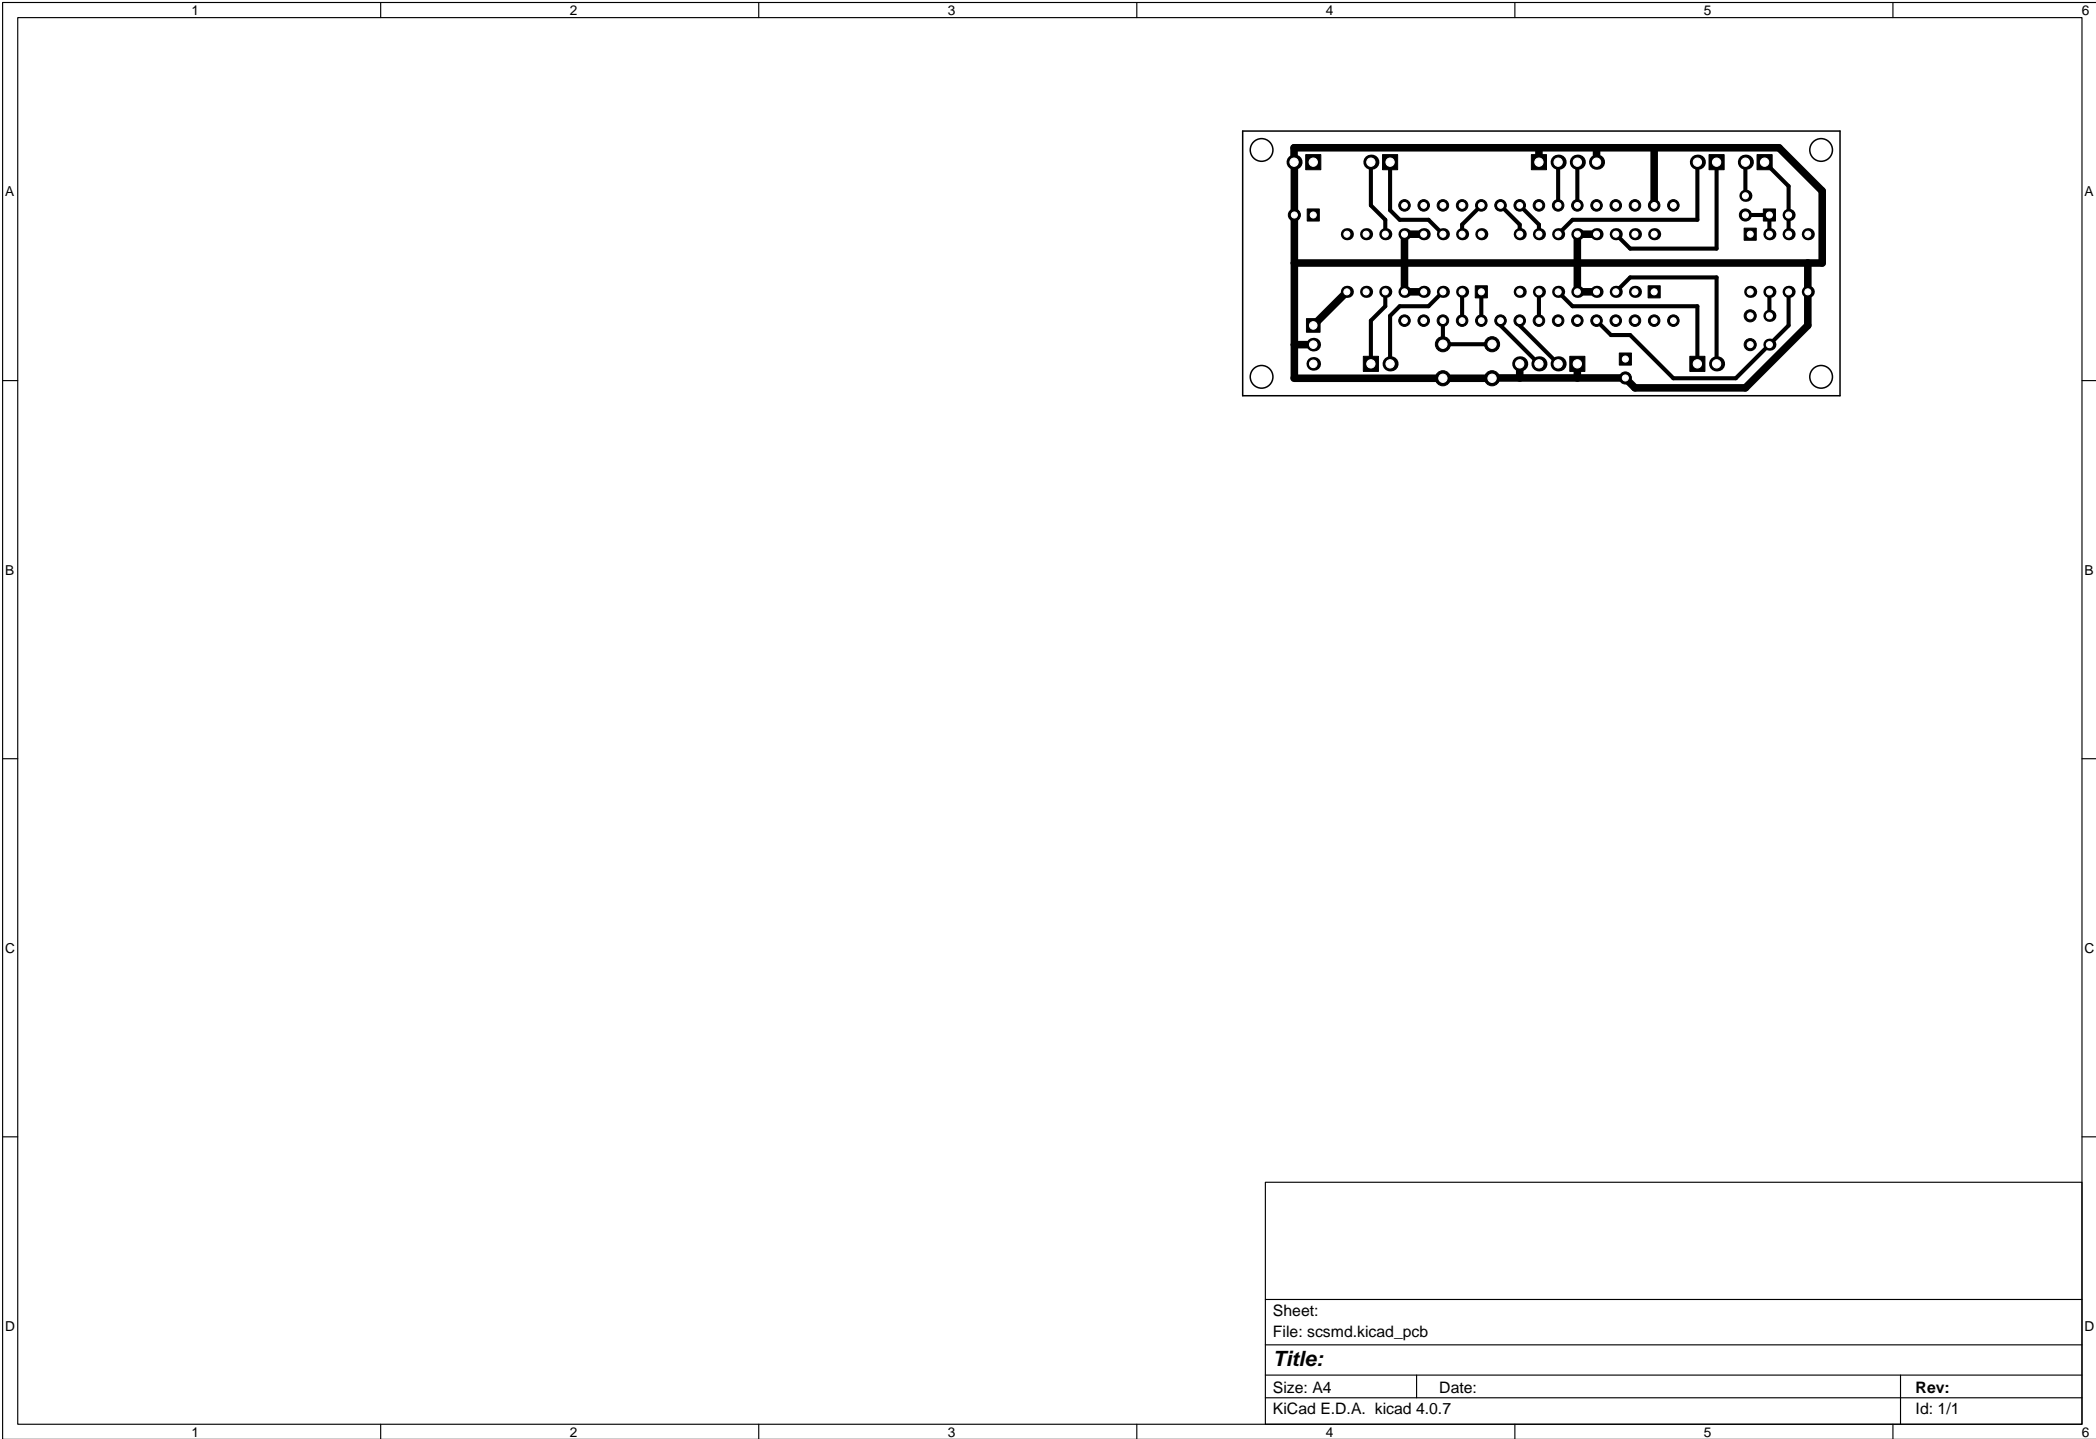 1 2 3 4 5 6
A A
B B
C C
Sheet:
File: scsmd.kicad_pcb
D D
Title:
Size: A4 Date: Rev:
KiCad E.D.A. kicad 4.0.7 Id: 1/1
1 2 3 4 5 6